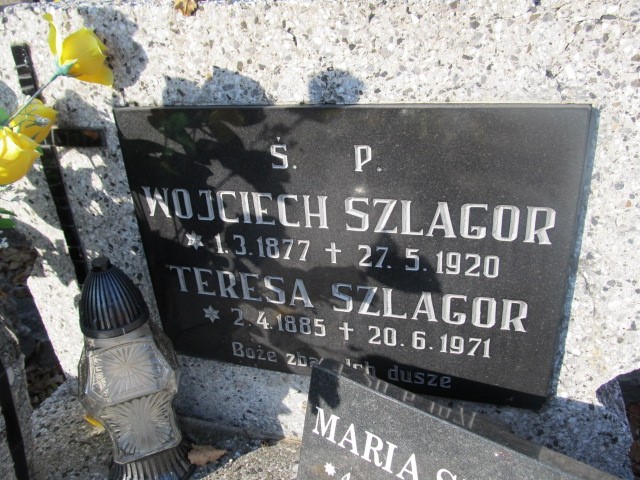 Ś. P.
WOJCIECH SZLAGOR
* 1.3.1877 † 27.5.1920
TERESA SZLAGOR
* 2.4.1885 † 20.6.1971
Boże dusze
MARIA